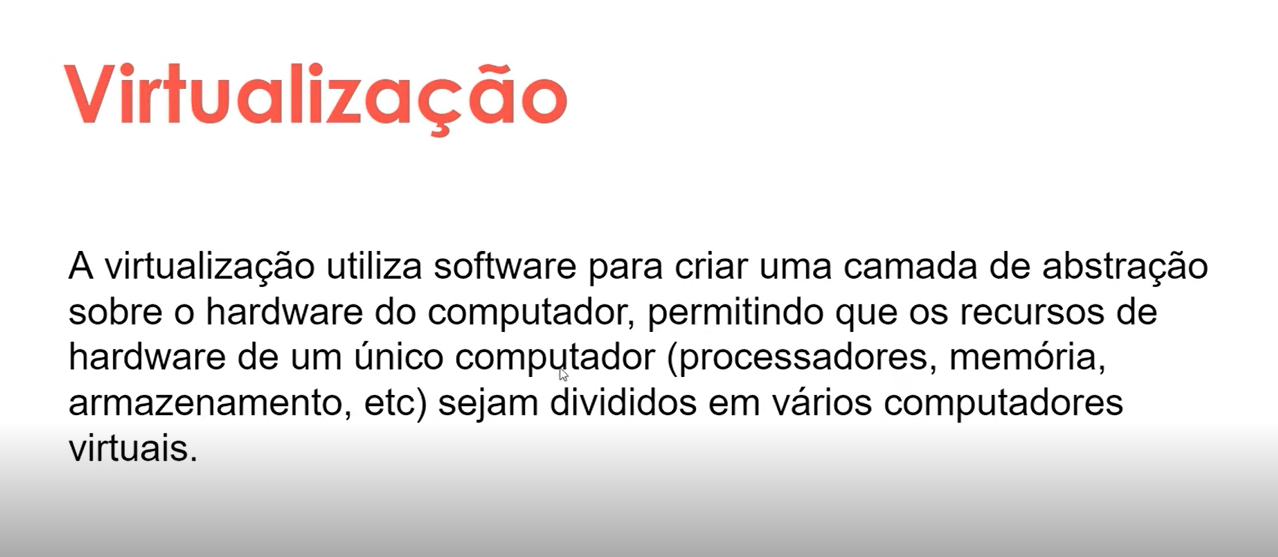 Virtualização
A virtualização utiliza software para criar uma camada de abstração
sobre o hardware do computador, permitindo que os recursos de
hardware de um único computador (processadores, memória,
armazenamento, etc) sejam divididos em vários computadores
virtuais.